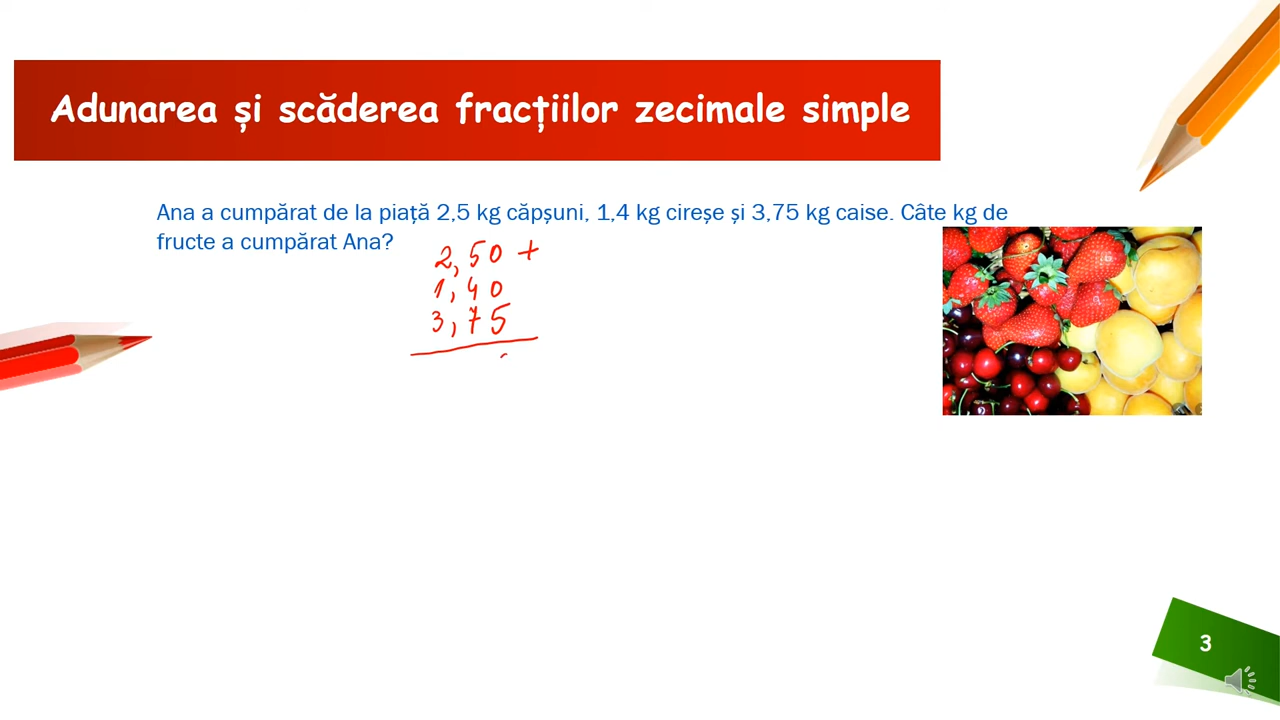 Adunarea și scăderea fracțiilor zecimale simple
Ana a cumpărat de la piață 2,5 kg căpșuni, 1,4 kg cireșe și 3,75 kg caise. Câte kg de
fructe a cumpărat Ana?
2,50 +
1,40
3,75
3